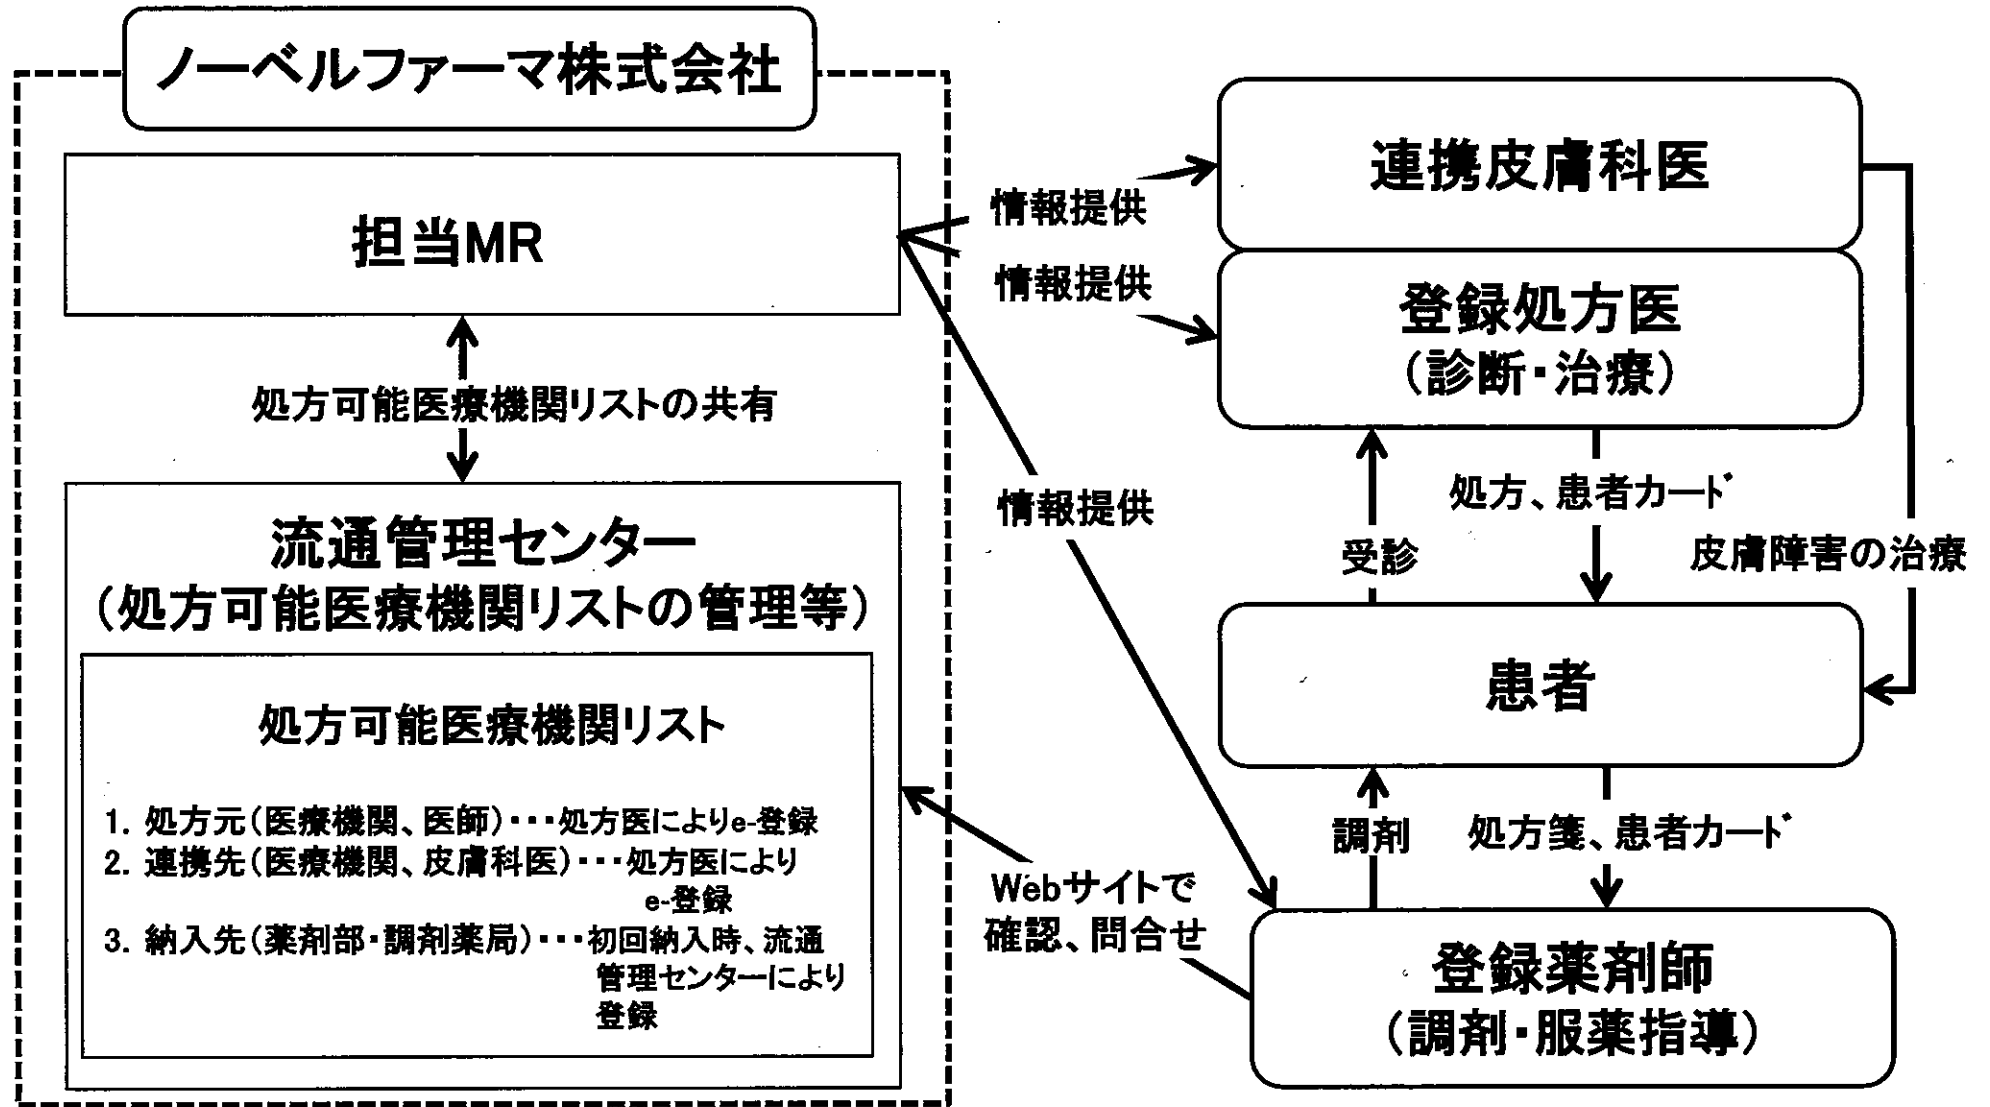 ノーベルファーマ株式会社
担当MR
処方可能医療機関リストの共有
流通管理センター
（処方可能医療機関リストの管理等）
処方可能医療機関リスト
1. 処方元（医療機関、医師）・・・処方医によりe-登録
2. 連携先（医療機関、皮膚科医）・・・処方医により
e-登録
3. 納入先（薬剤部・調剤薬局）・・・初回納入時、流通
管理センターにより
登録
情報提供
情報提供
情報提供
Webサイトで
確認、問合せ
連携皮膚科医
登録処方医
（診断・治療）
受診
処方、患者カード
皮膚障害の治療
患者
調剤
処方箋、患者カード
登録薬剤師
（調剤・服薬指導）